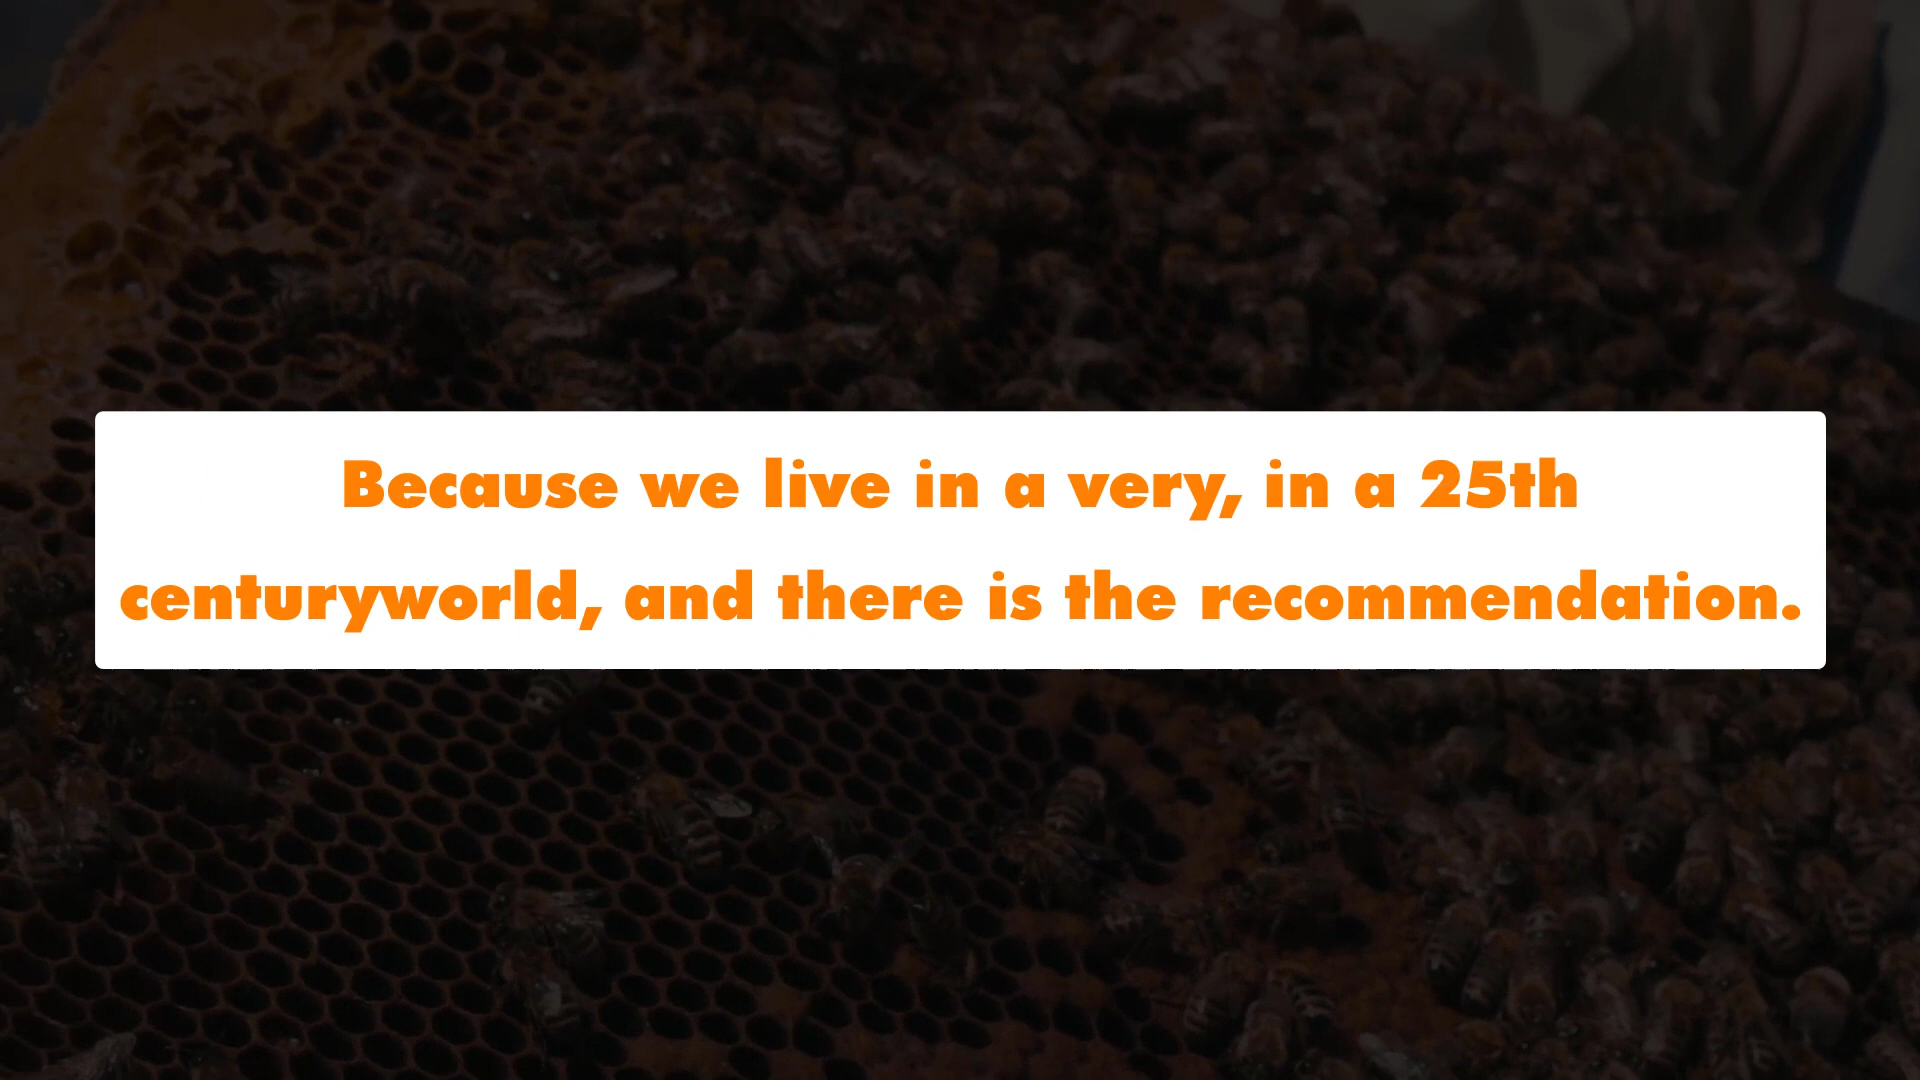 Because we live in a very, in a 25th
centuryworld, and there is the recommendation.